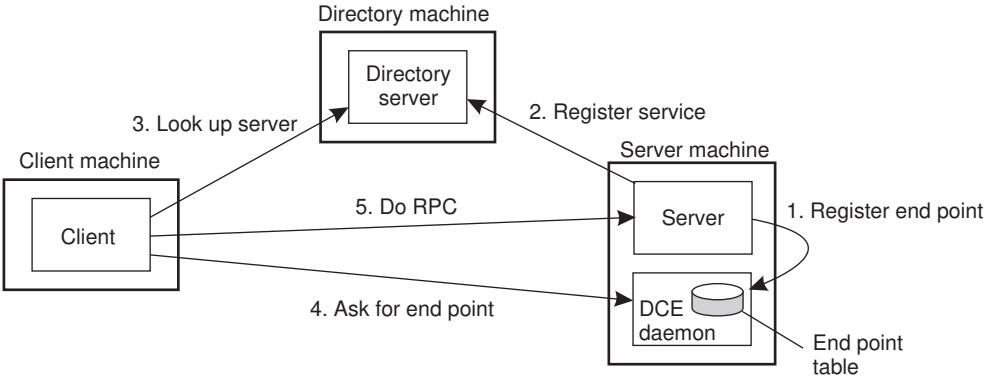 Directory machine
Directory
server
3. Look up server
2. Register service
Client machine
Server machine
Client
5. Do RPC
Server
1. Register end point
4. Ask for end point
DCE
daemon
End point
table